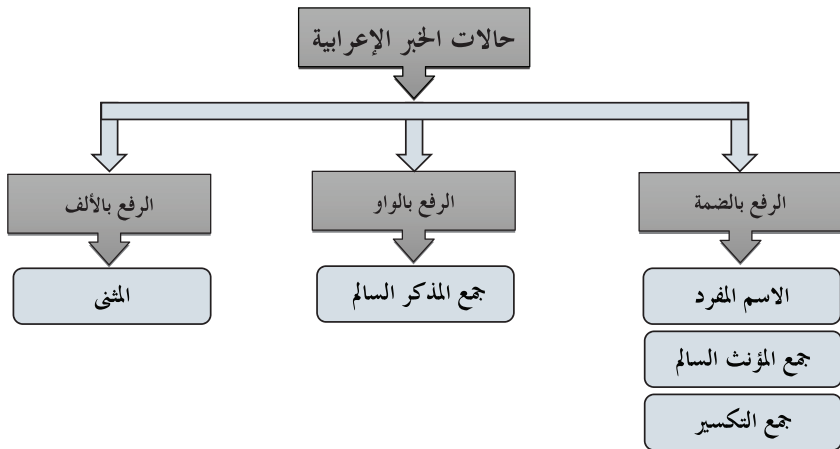 حالات الخبر الإعرابية
الرفع بالضمة
الرفع بالواو
الرفع بالألف
الاسم المفرد
جمع المذكر السالم
المثنى
جمع المؤنث السالم
جمع التكسير